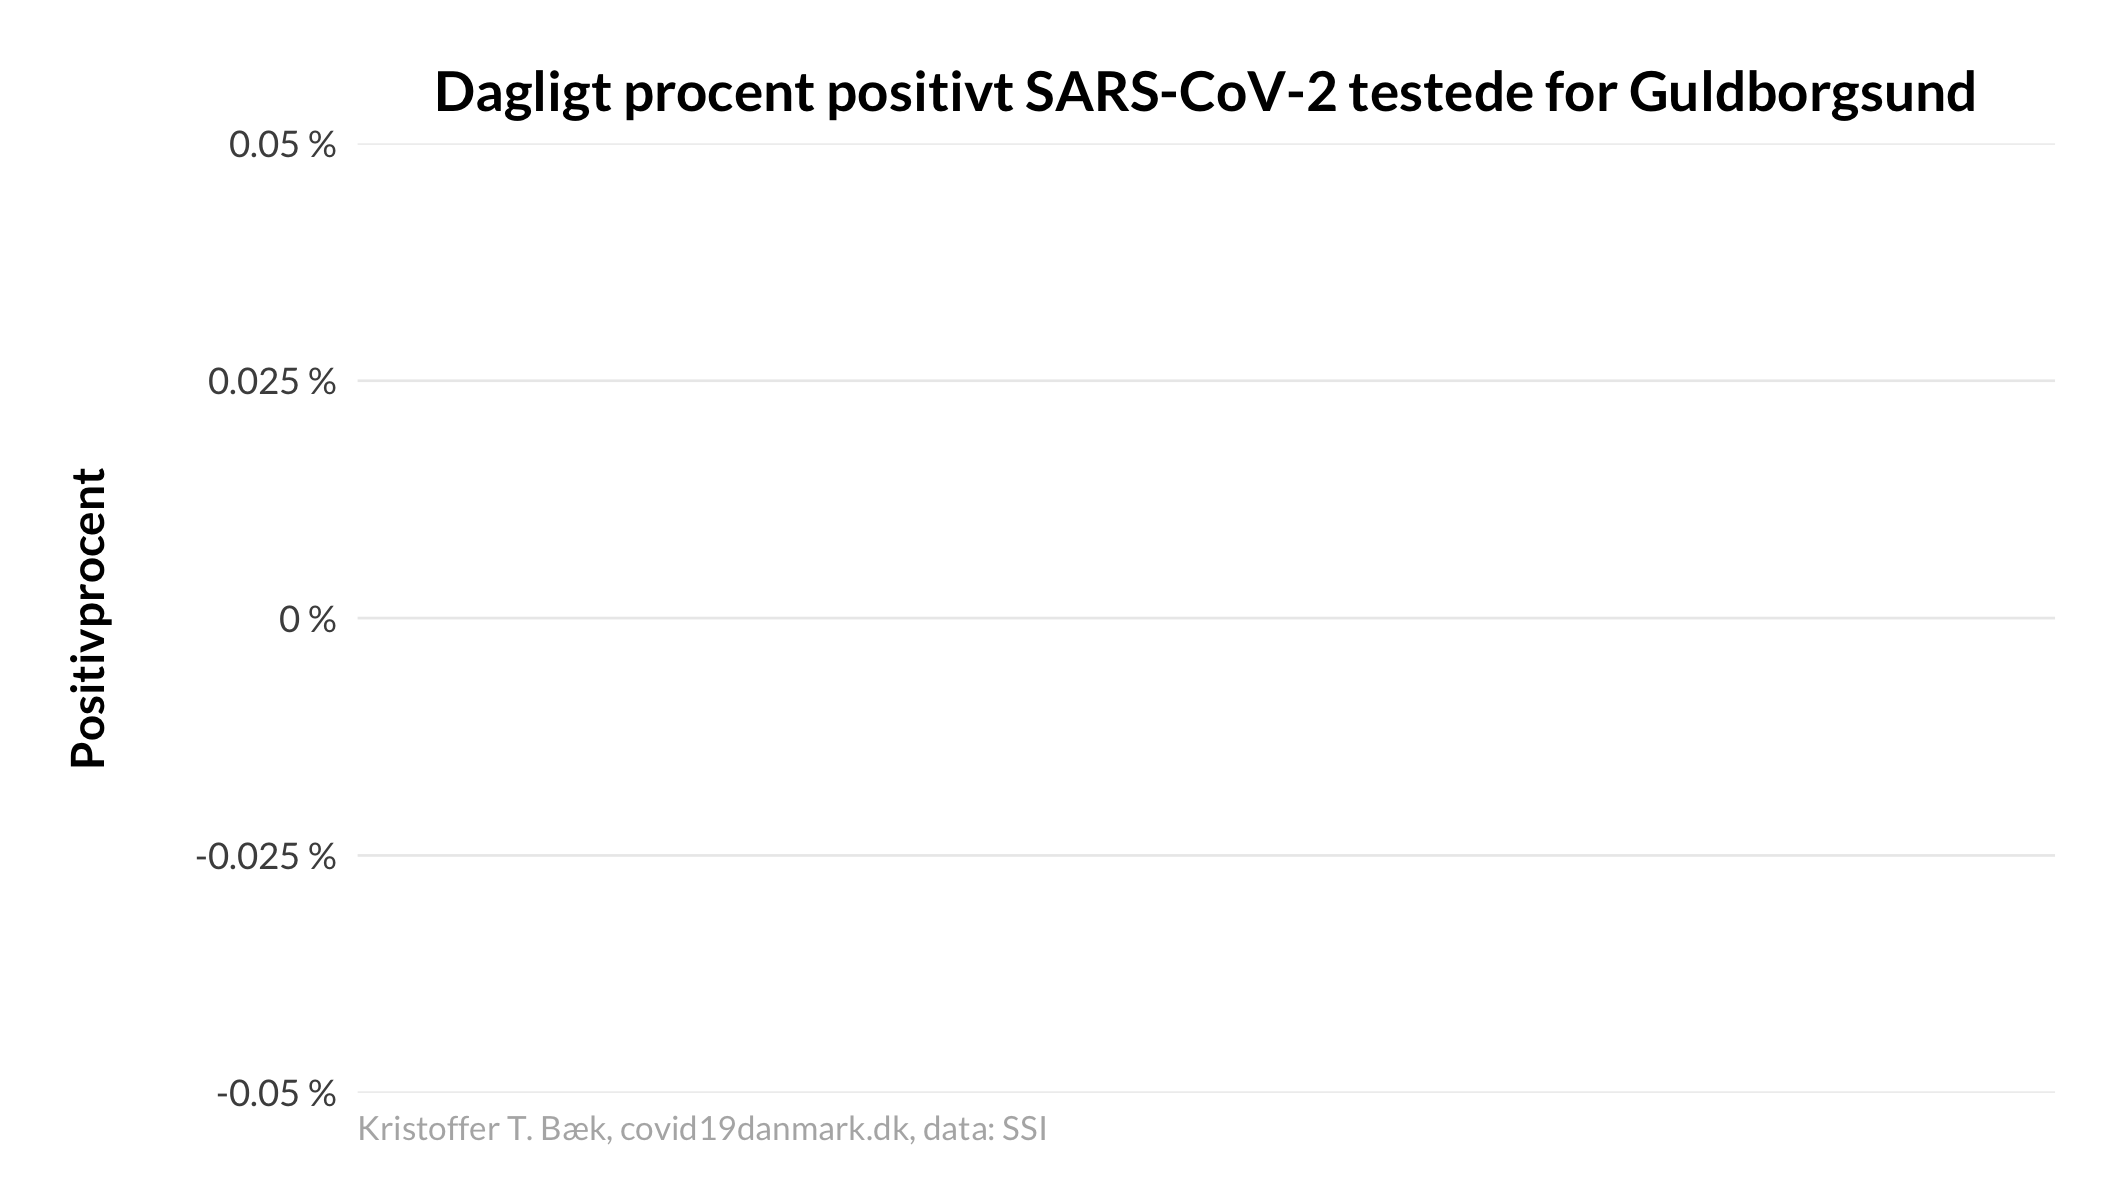 Dagligt procent positivt SARS-CoV-2 testede for Guldborgsund
0.05 %
0.025 %
0 %
-0.025 %
-0.05 %
Positivprocent
Kristoffer T. Bæk, covid19danmark.dk, data: SSI